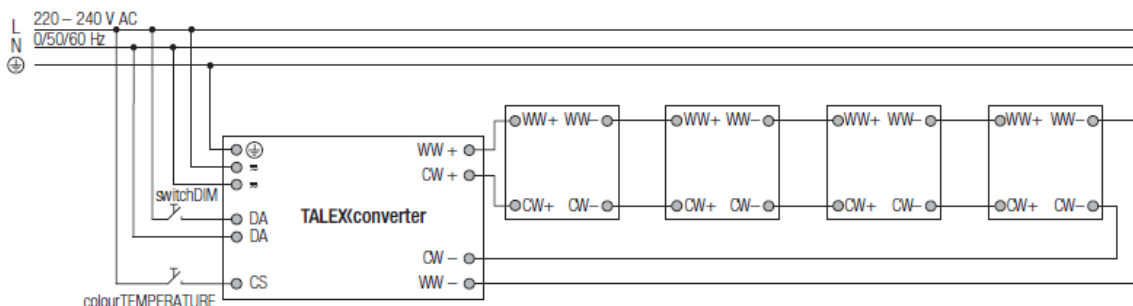 220 – 240 V AC
L
N 0/50/60 Hz
WW+ WW– WW+ WW– WW+ WW– WW+ WW–
WW +
CW +
switchDIM
CW+ CW– CW+ CW– CW+ CW– CW+ CW–
DA TALEXXconverter
DA
CW –
CS WW –
colourTEMPERATURE